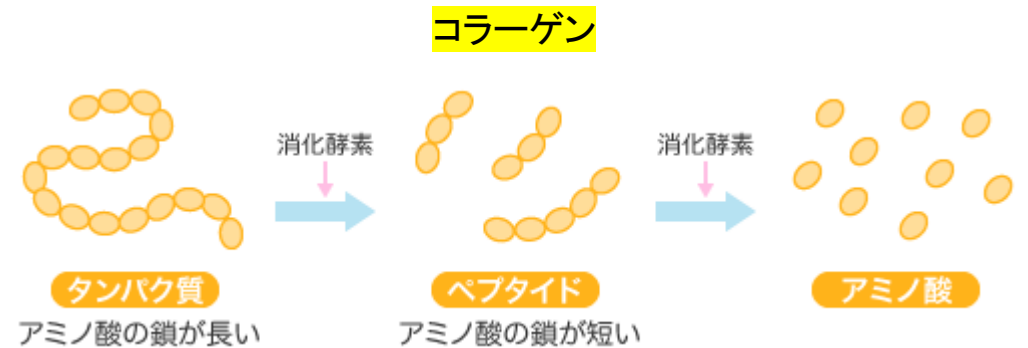 コラーゲン
消化酵素
消化酵素
タンパク質
ペプタイド
アミノ酸
アミノ酸の鎖が長い
アミノ酸の鎖が短い